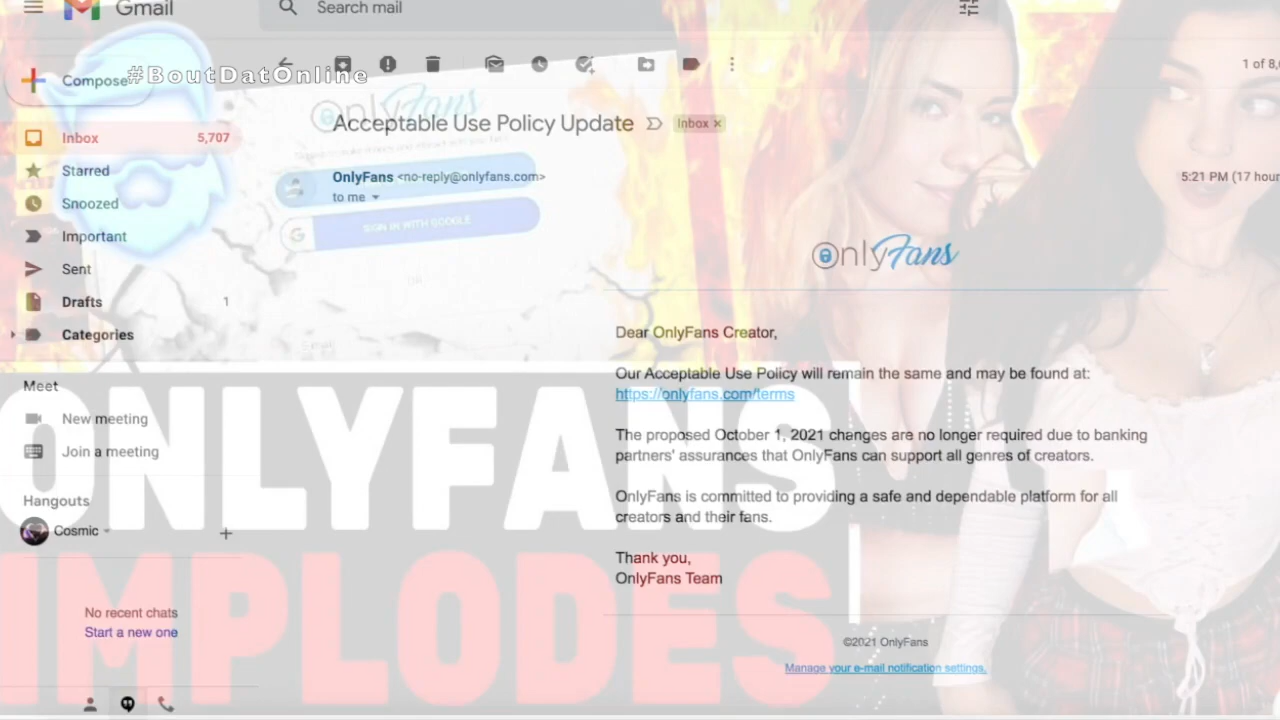 Gmail
Search mail
#BoutDatOnline
Compose
1 of 8,
OnlyFans
Acceptable Use Policy Update
Inbox ×
Inbox 5,707
OnlyFans <no-reply@onlyfans.com>
5:21 PM (17 hour
Starred
to me
Snoozed
SIGN IN WITH GOOGLE
Important
OnlyFans
Sent
Drafts 1
Categories
Dear OnlyFans Creator,
Our Acceptable Use Policy will remain the same and may be found at:
https://onlyfans.com/terms
Meet
New meeting
The proposed October 1, 2021 changes are no longer required due to banking
partners' assurances that OnlyFans can support all genres of creators.
Join a meeting
OnlyFans is committed to providing a safe and dependable platform for all
creators and their fans.
Hangouts
Cosmic
Thank you,
OnlyFans Team
No recent chats
Start a new one
©2021 OnlyFans
Manage your e-mail notification settings.
ONLYFANS
IMPLODES